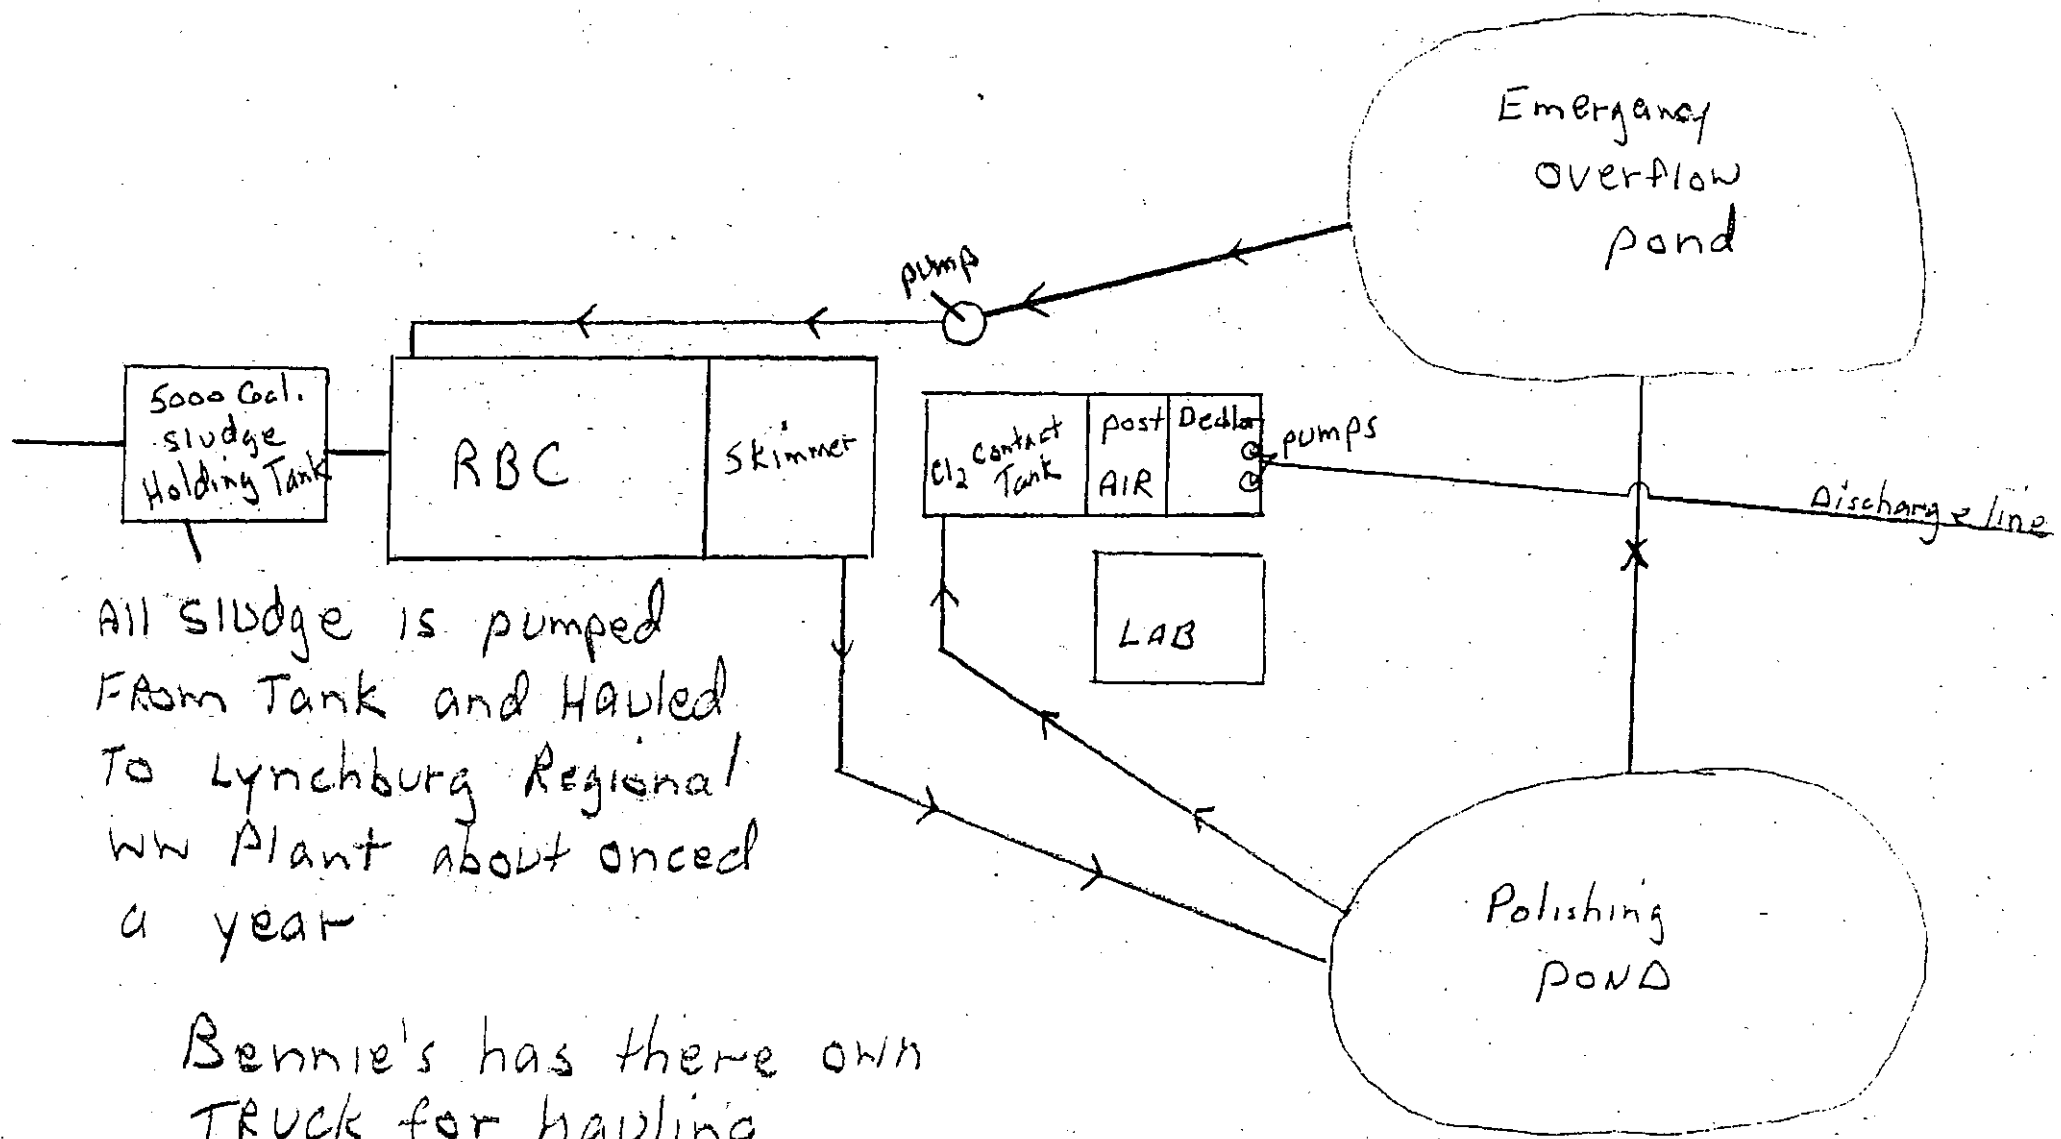 Emergancy
overflow
pond
pump
5000 Gal.
sludge
Holding Tank
RBC
Skimmer
Cl2 Contact
Tank
post
AIR
Dechlor
pumps
Discharge line
LAB
All sludge is pumped
From Tank and Hauled
To Lynchburg Regional
WW Plant about onced
a year
Polishing
POND
Bennie's has there own
TRUCK for hauling